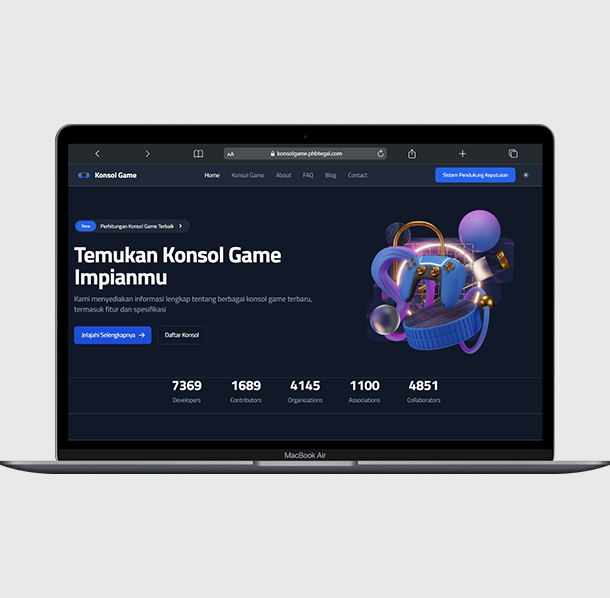 AA konsolgame.phbtegal.com
Konsol Game Home Konsol Game About FAQ Blog Contact Sistem Pendukung Keputusan
New Perhitungan Konsol Game Terbaik
Temukan Konsol Game
Impianmu
Kami menyediakan informasi lengkap tentang berbagai konsol game terbaru,
termasuk fitur dan spesifikasi
Jelajahi Selengkapnya Daftar Konsol
7369 1689 4145 1100 4851
Developers Contributors Organizations Associations Collaborators
MacBook Air